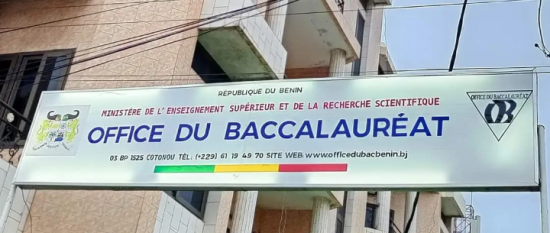 REPUBLIQUE DU BENIN
MINISTÈRE DE L'ENSEIGNEMENT SUPÉRIEUR ET DE LA RECHERCHE SCIENTIFIQUE
OFFICE DU BACCALAURÉAT
03 BP 1525 COTONOU TÉL. (+229) 61 19 49 70 SITE WEB: www.officedubacbenin.bj
OFFICE DU BACCALAURÉAT
OB